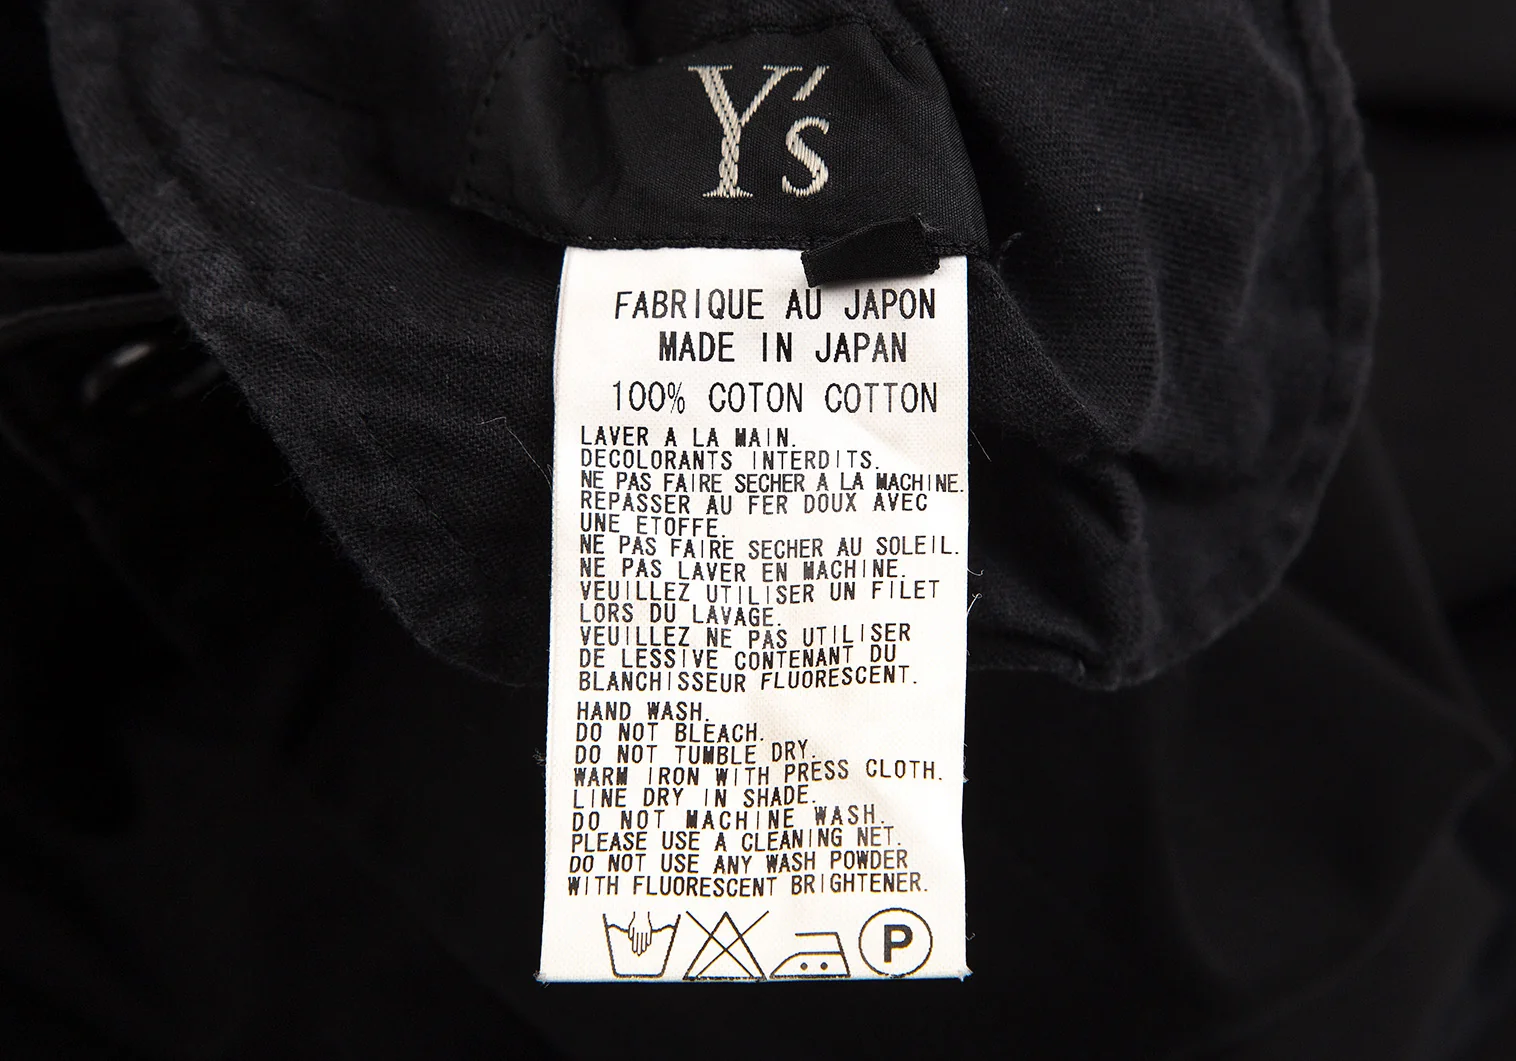 Y's
FABRIQUE AU JAPON
MADE IN JAPAN
100% COTON COTTON
LAVER A LA MAIN.
DECOLORANTS INTERDITS.
NE PAS FAIRE SECHER A LA MACHINE.
REPASSER AU FER DOUX AVEC
UNE ETOFFE.
NE PAS FAIRE SECHER AU SOLEIL.
NE PAS LAVER EN MACHINE.
VEUILLEZ UTILISER UN FILET
LORS DU LAVAGE.
VEUILLEZ NE PAS UTILISER
DE LESSIVE CONTENANT DU
BLANCHISSEUR FLUORESCENT.
HAND WASH.
DO NOT BLEACH.
DO NOT TUMBLE DRY.
WARM IRON WITH PRESS CLOTH.
LINE DRY IN SHADE.
DO NOT MACHINE WASH.
PLEASE USE A CLEANING NET.
DO NOT USE ANY WASH POWDER
WITH FLUORESCENT BRIGHTENER.
P